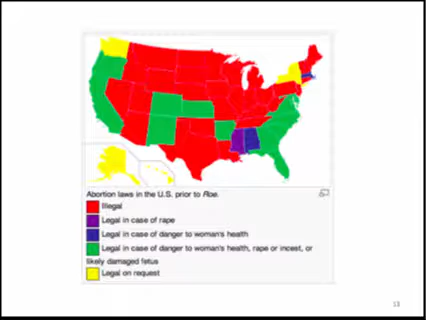 Abortion laws in the U.S. prior to Roe.
Illegal
Legal in case of rape
Legal in case of danger to woman's health
Legal in case of danger to woman's health, rape or incest, or
likely damaged fetus
Legal on request
13